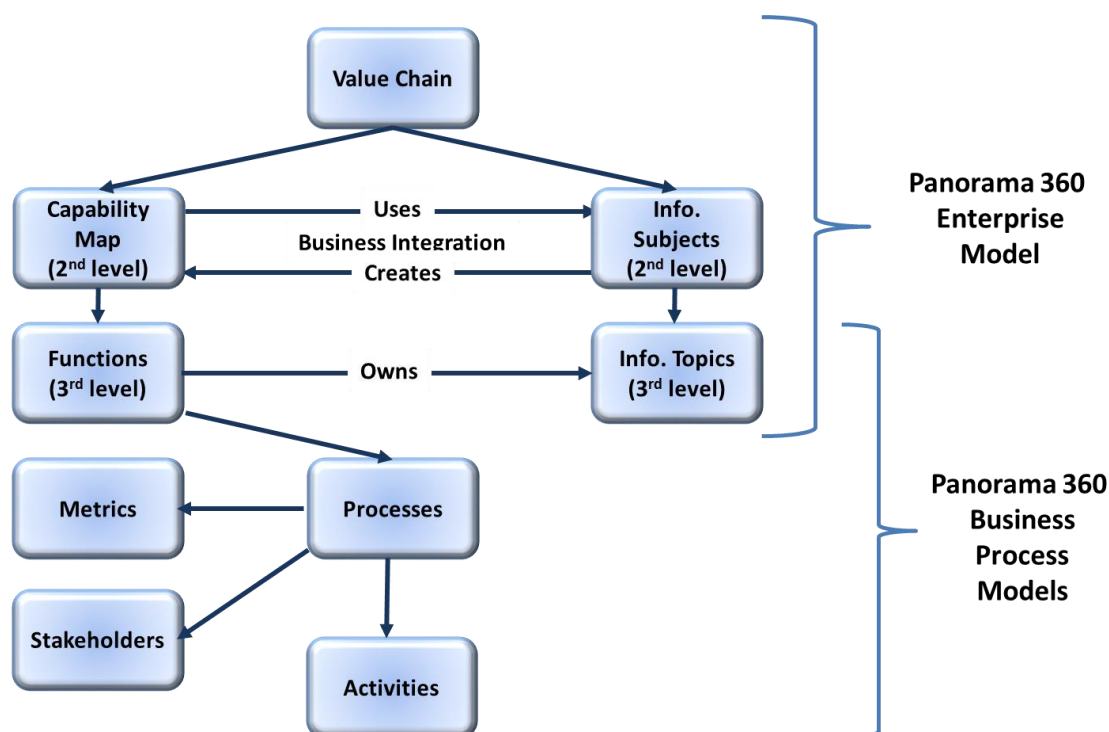 Value Chain
Capability
Map
(2nd level)
Uses
Business Integration
Creates
Info.
Subjects
(2nd level)
Panorama 360
Enterprise
Model
Functions
(3rd level)
Owns
Info. Topics
(3rd level)
Metrics
Processes
Panorama 360
Business
Process
Models
Stakeholders
Activities